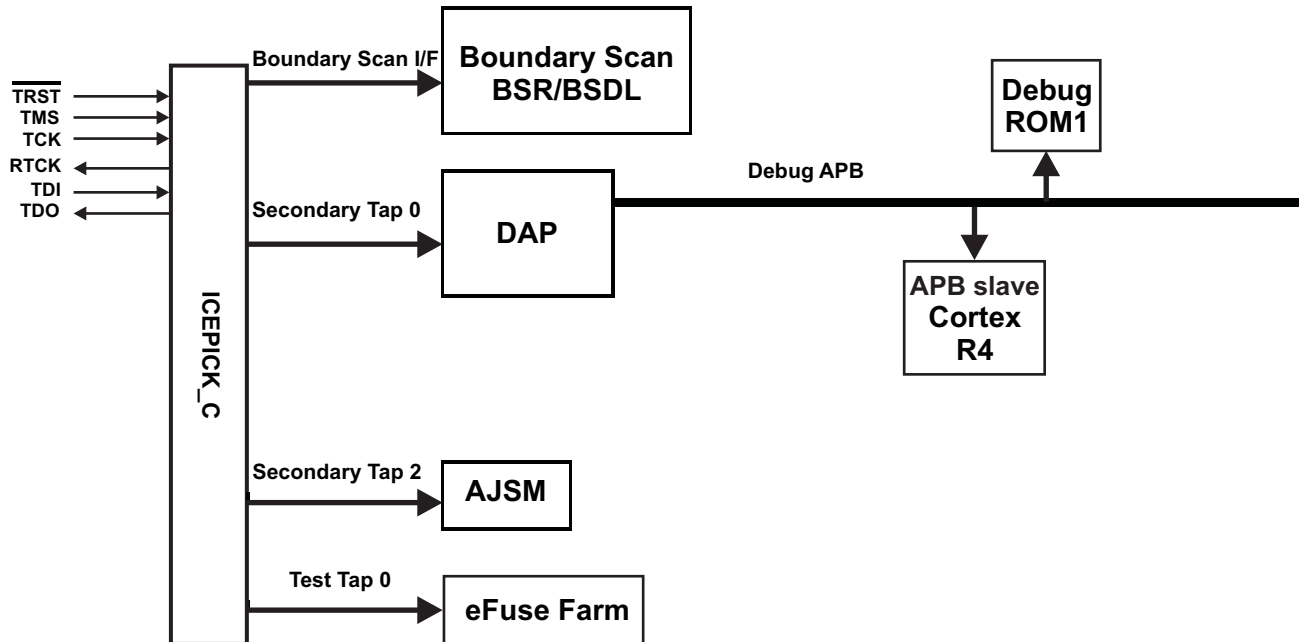 Boundary Scan I/F
Boundary Scan
BSR/BSDL
TRST
TMS
TCK
RTCK
TDI
TDO
Debug
ROM1
Debug APB
Secondary Tap 0
DAP
APB slave
Cortex
R4
ICEPICK_C
Secondary Tap 2
AJSM
Test Tap 0
eFuse Farm